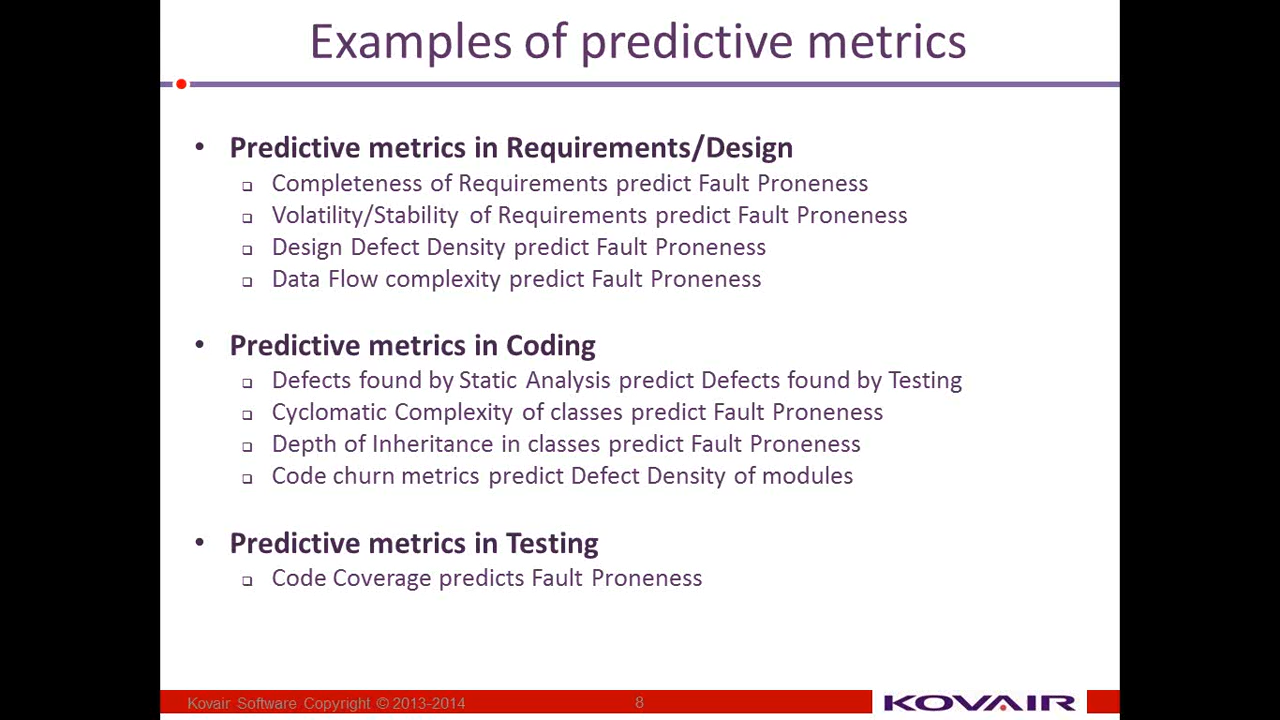 Examples of predictive metrics
• Predictive metrics in Requirements/Design
❑ Completeness of Requirements predict Fault Proneness
❑ Volatility/Stability of Requirements predict Fault Proneness
❑ Design Defect Density predict Fault Proneness
❑ Data Flow complexity predict Fault Proneness
• Predictive metrics in Coding
❑ Defects found by Static Analysis predict Defects found by Testing
❑ Cyclomatic Complexity of classes predict Fault Proneness
❑ Depth of Inheritance in classes predict Fault Proneness
❑ Code churn metrics predict Defect Density of modules
• Predictive metrics in Testing
❑ Code Coverage predicts Fault Proneness
Kovair Software Copyright © 2013-2014 8 KOVAIR